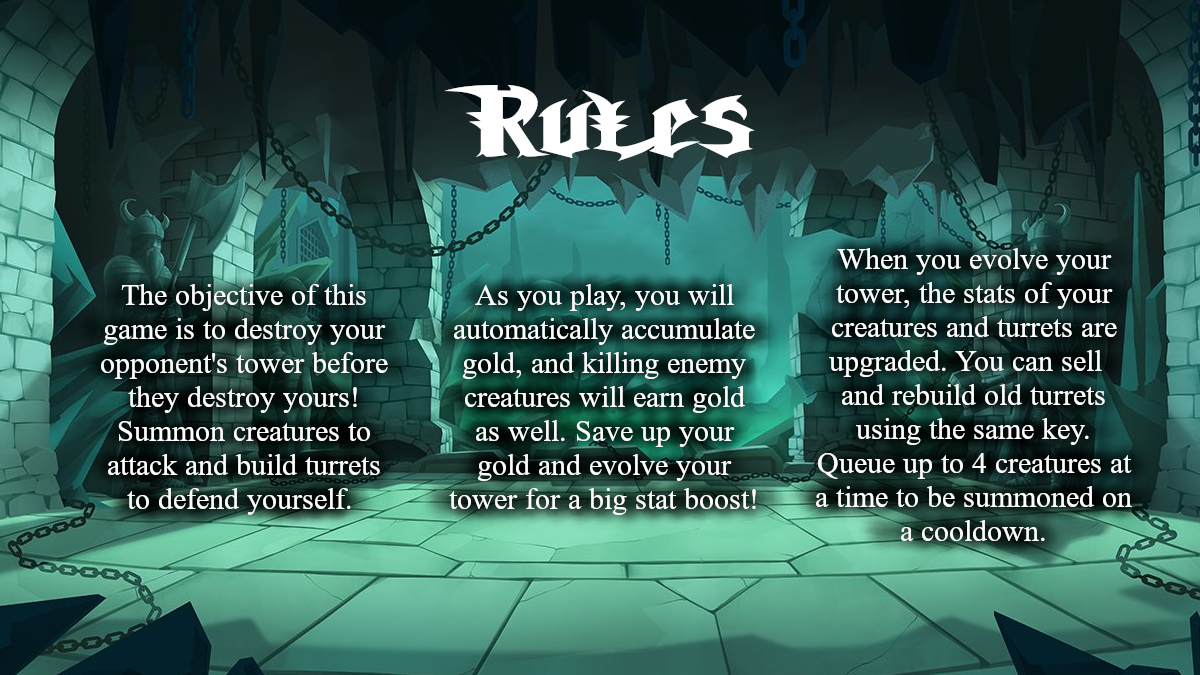 Rules
The objective of this
game is to destroy your
opponent's tower before
they destroy yours!
Summon creatures to
attack and build turrets
to defend yourself.
As you play, you will
automatically accumulate
gold, and killing enemy
creatures will earn gold
as well. Save up your
gold and evolve your
tower for a big stat boost!
When you evolve your
tower, the stats of your
creatures and turrets are
upgraded. You can sell
and rebuild old turrets
using the same key.
Queue up to 4 creatures at
a time to be summoned on
a cooldown.